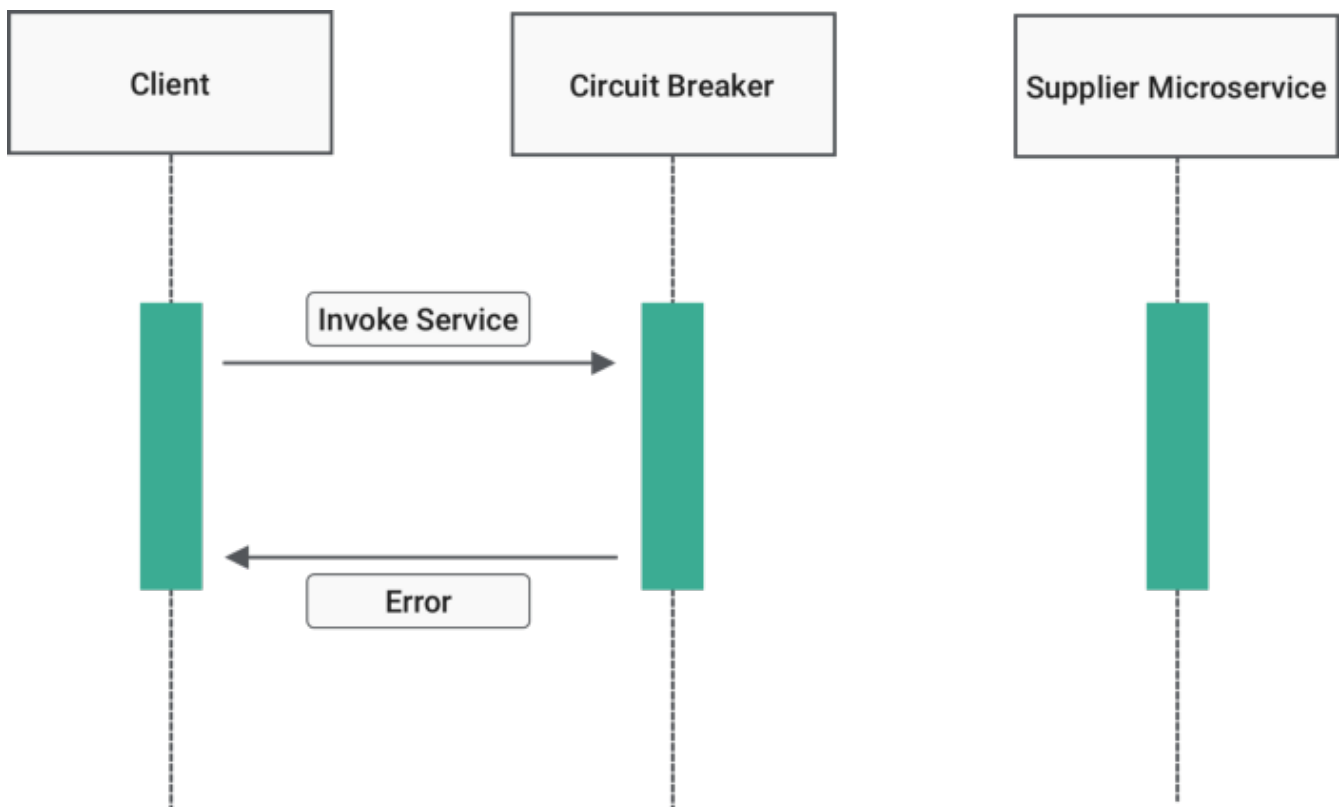 Client
Circuit Breaker
Supplier Microservice
Invoke Service
Error